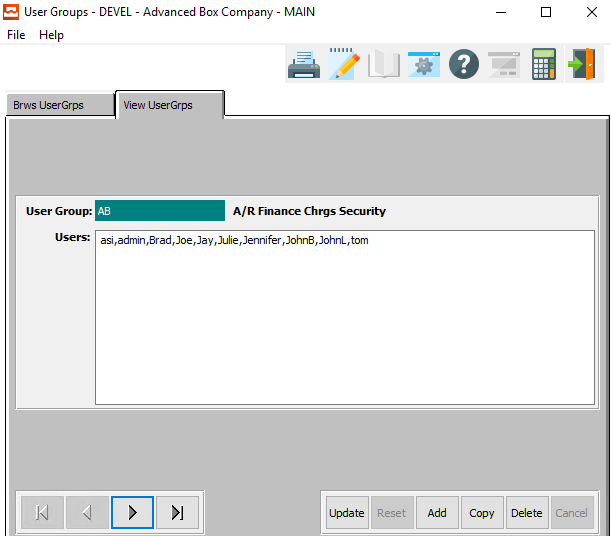 User Groups - DEVEL - Advanced Box Company - MAIN
File Help
Brws UserGrps View UserGrps
User Group: AB A/R Finance Chrgs Security
Users: asi,admin,Brad,Joe,Jay,Julie,Jennifer,JohnB,JohnL,tom
Update Reset Add Copy Delete Cancel